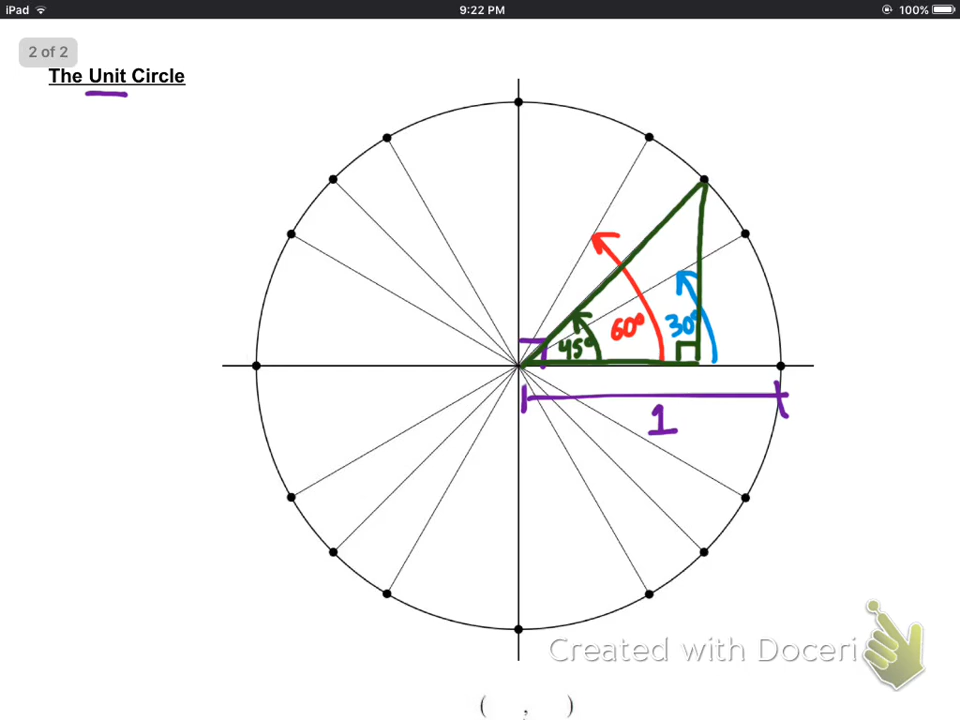 iPad 9:22 PM 100%
2 of 2
The Unit Circle
60°
30°
45°
1
Created with Doceri
( , )